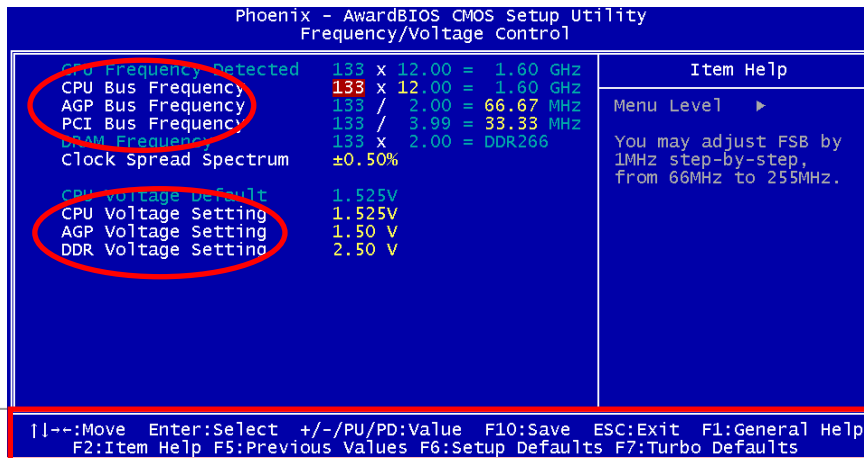 Phoenix - AwardBIOS CMOS Setup Utility
Frequency/Voltage Control
CPU Frequency Detected 133 x 12.00 = 1.60 GHz
CPU Bus Frequency 133 x 12.00 = 1.60 GHz
AGP Bus Frequency 133 / 2.00 = 66.67 MHz
PCI Bus Frequency 133 / 3.99 = 33.33 MHz
DRAM Frequency 133 x 2.00 = DDR266
Clock Spread Spectrum ±0.50%
CPU Voltage Default 1.525V
CPU Voltage Setting 1.525V
AGP Voltage Setting 1.50 V
DDR Voltage Setting 2.50 V
Item Help
Menu Level ▶
You may adjust FSB by
1MHz step-by-step,
from 66MHz to 255MHz.
↑↓→←:Move Enter:Select +/-/PU/PD:Value F10:Save ESC:Exit F1:General Help
F2:Item Help F5:Previous Values F6:Setup Defaults F7:Turbo Defaults